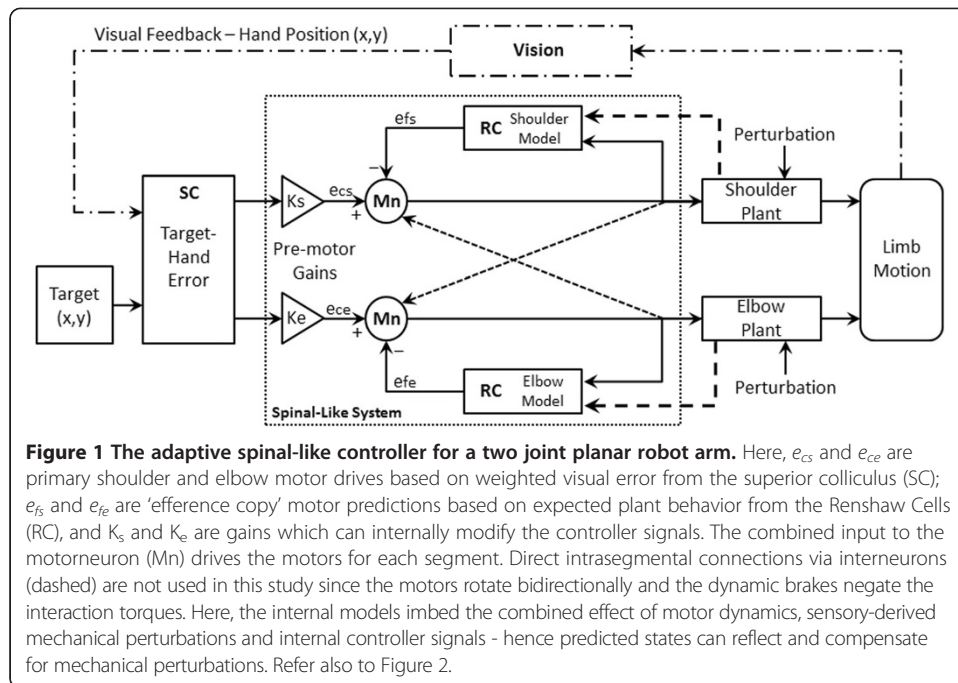 Visual Feedback – Hand Position (x,y)
Vision
efs
RC Shoulder
Model
Perturbation
SC
Target-
Hand
Error
Ks
ecs
+
−
Mn
Shoulder
Plant
Pre-motor
Gains
Limb
Motion
Target
(x,y)
Ke
ece
+
−
Mn
Elbow
Plant
efe
RC Elbow
Model
Perturbation
Spinal-Like System
Figure 1 The adaptive spinal-like controller for a two joint planar robot arm. Here, ecs and ece are
primary shoulder and elbow motor drives based on weighted visual error from the superior colliculus (SC);
efs and efe are ‘efference copy’ motor predictions based on expected plant behavior from the Renshaw Cells
(RC), and Ks and Ke are gains which can internally modify the controller signals. The combined input to the
motorneuron (Mn) drives the motors for each segment. Direct intrasegmental connections via interneurons
(dashed) are not used in this study since the motors rotate bidirectionally and the dynamic brakes negate the
interaction torques. Here, the internal models imbed the combined effect of motor dynamics, sensory-derived
mechanical perturbations and internal controller signals - hence predicted states can reflect and compensate
for mechanical perturbations. Refer also to Figure 2.